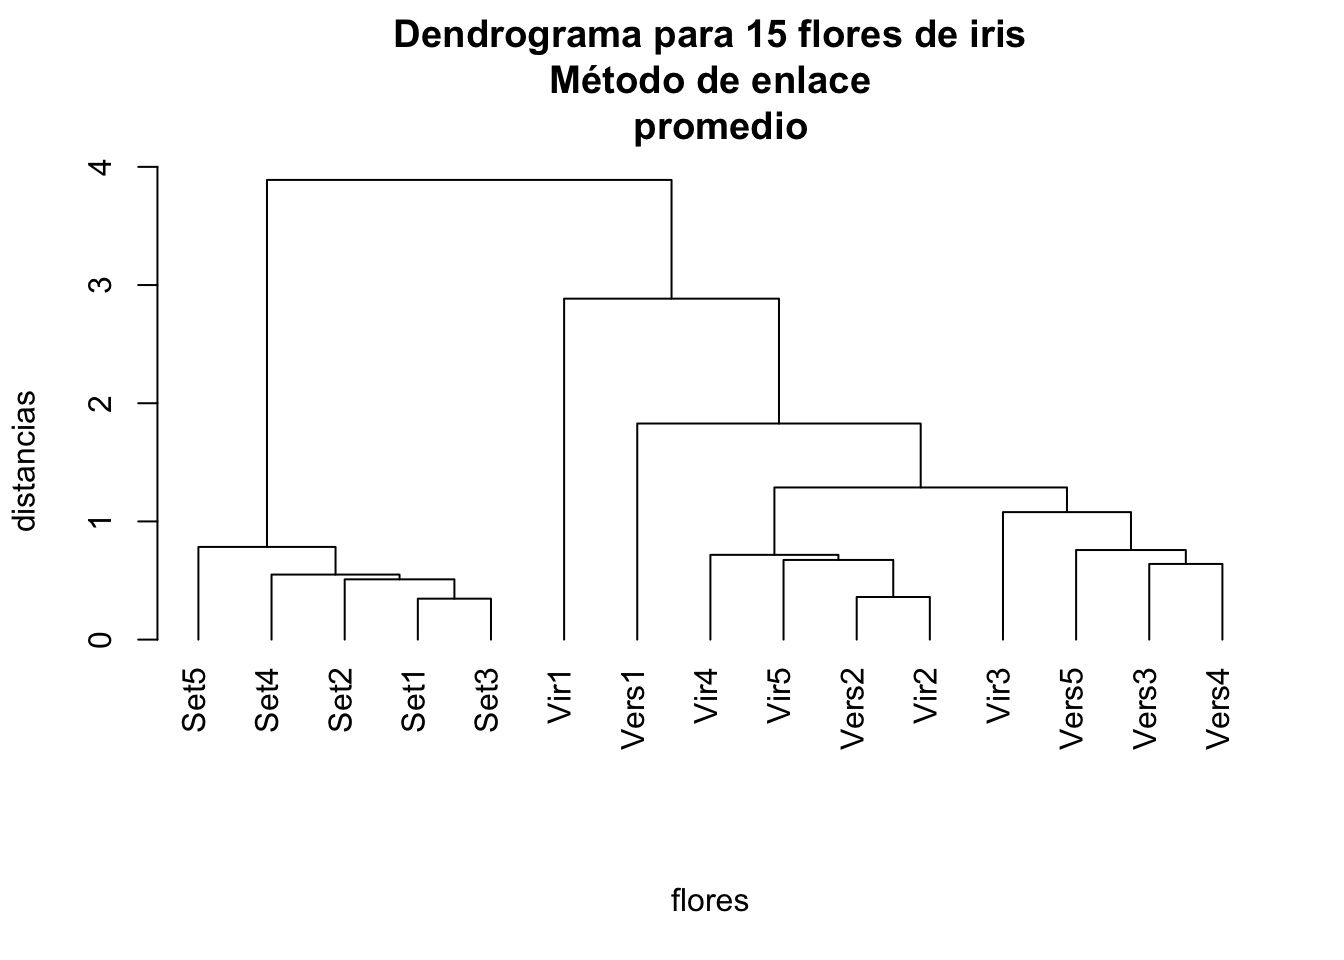 Dendrograma para 15 flores de iris
Método de enlace
promedio
distancias
4
3
2
1
0
Set5
Set4
Set2
Set1
Set3
Vir1
Vers1
Vir4
Vir5
Vers2
Vir2
Vir3
Vers5
Vers3
Vers4
flores